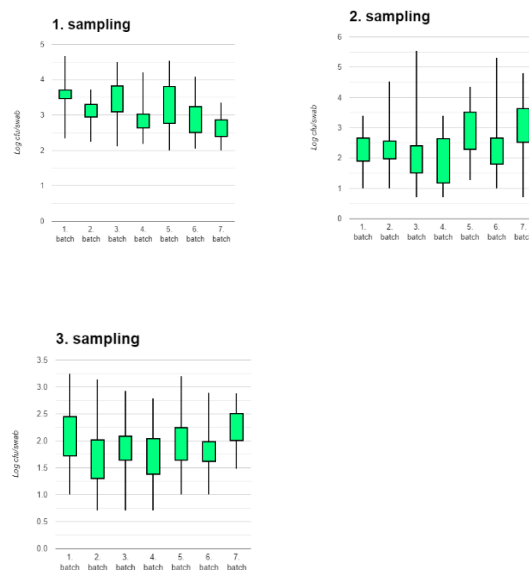 1. sampling
Log cfu/swab
5
4
3
2
1
0
1. batch
2. batch
3. batch
4. batch
5. batch
6. batch
7. batch
2. sampling
Log cfu/swab
6
5
4
3
2
1
0
1. batch
2. batch
3. batch
4. batch
5. batch
6. batch
7. batch
3. sampling
Log cfu/swab
3.5
3.0
2.5
2.0
1.5
1.0
0.5
0.0
1. batch
2. batch
3. batch
4. batch
5. batch
6. batch
7. batch